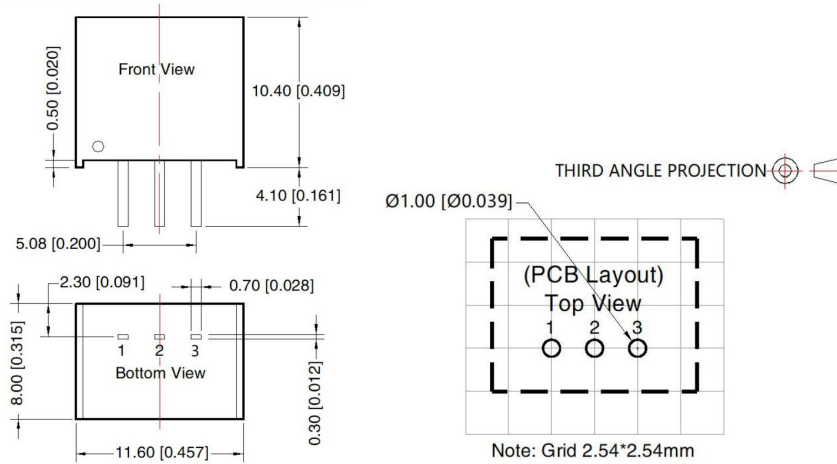 Front View
0.50 [0.020]
10.40 [0.409]
4.10 [0.161]
5.08 [0.200]
2.30 [0.091]
0.70 [0.028]
8.00 [0.315]
1 2 3
Bottom View
0.30 [0.012]
11.60 [0.457]
THIRD ANGLE PROJECTION
Ø1.00 [Ø0.039]
(PCB Layout)
Top View
1 2 3
Note: Grid 2.54*2.54mm